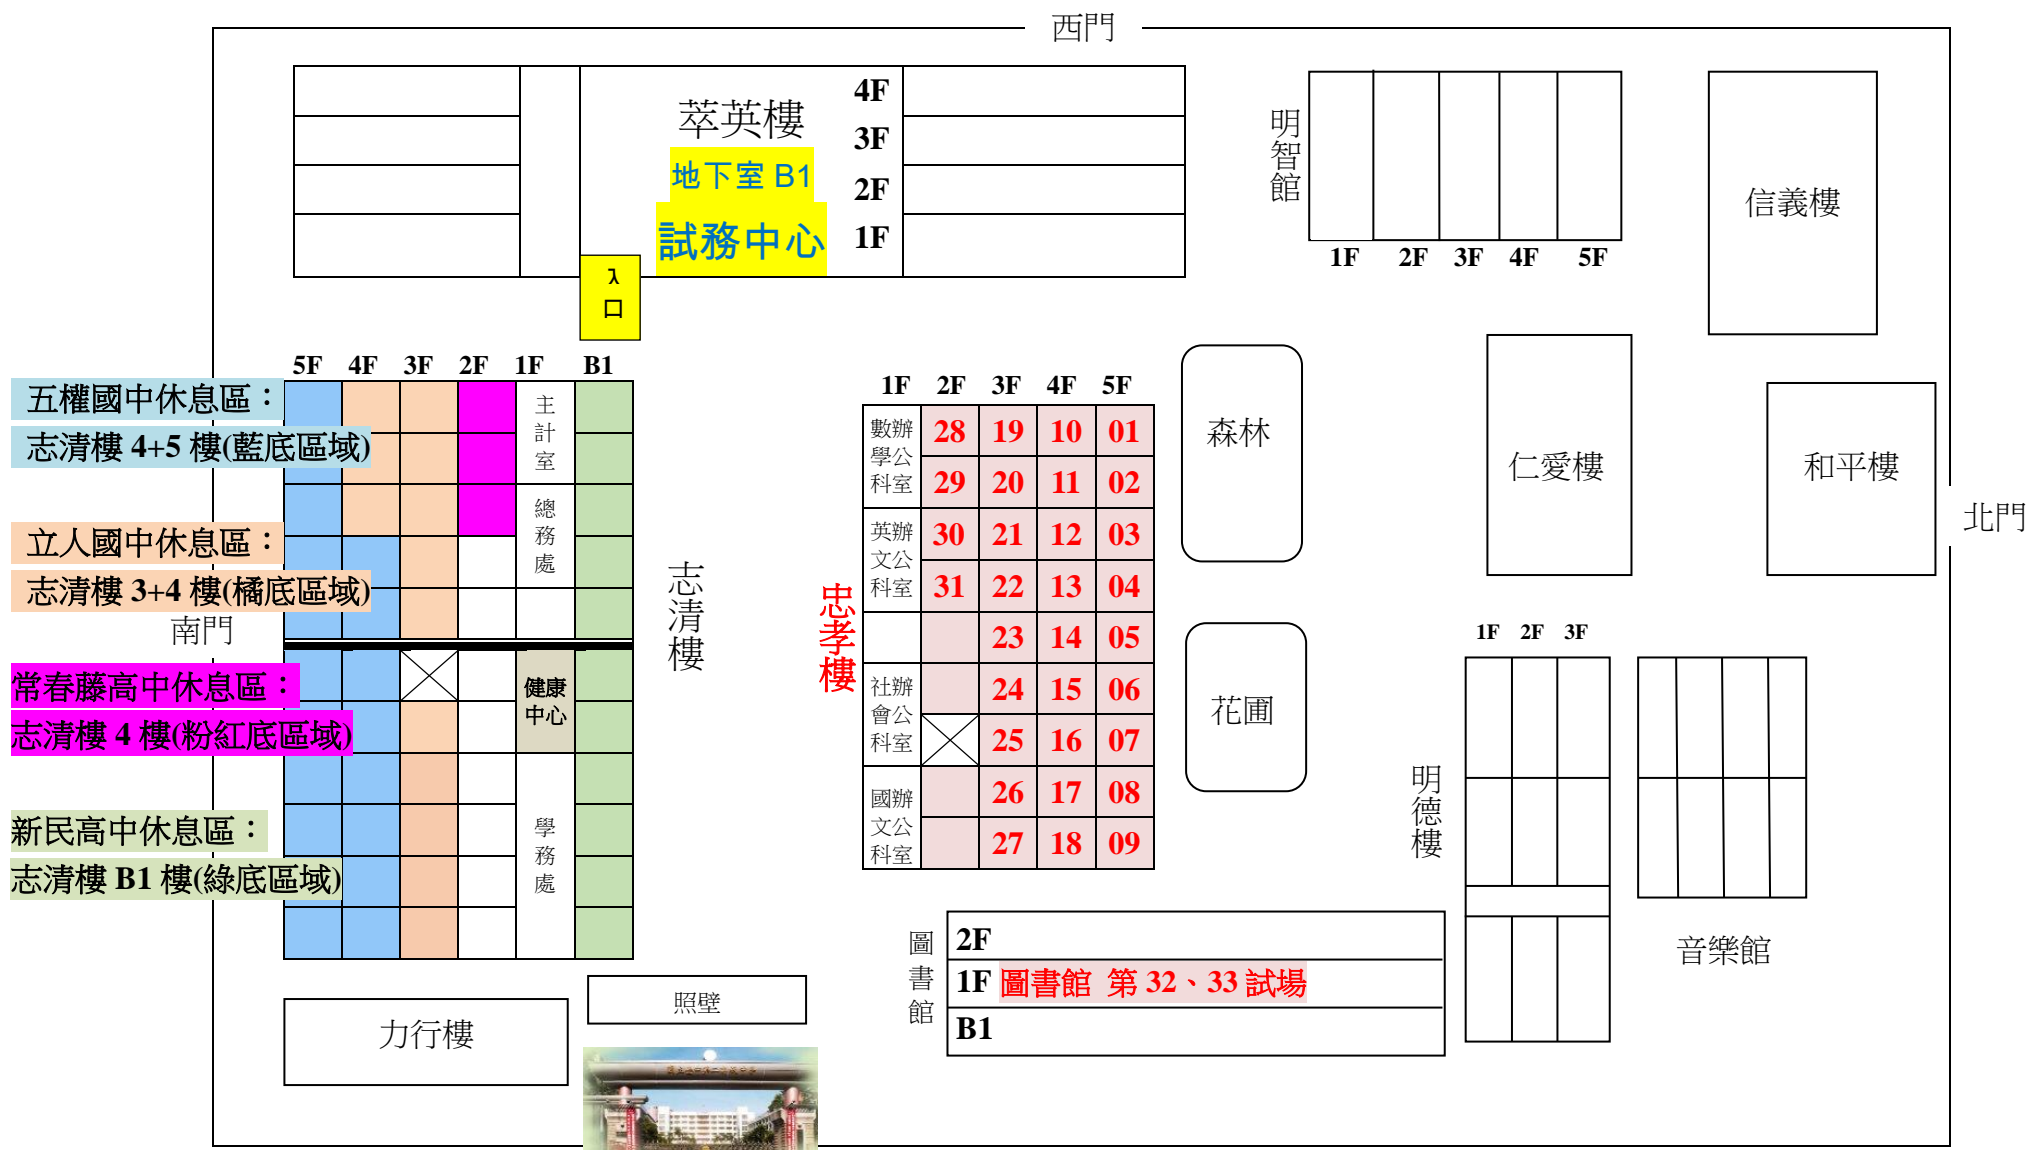 西門
萃英樓
地下室 B1
試務中心
4F
3F
2F
1F
入
口
明智館
1F 2F 3F 4F 5F
信義樓
5F 4F 3F 2F 1F B1
五權國中休息區：
志清樓 4+5 樓(藍底區域)
立人國中休息區：
志清樓 3+4 樓(橘底區域)
南門
常春藤高中休息區：
志清樓 4 樓(粉紅底區域)
新民高中休息區：
志清樓 B1 樓(綠底區域)
主計室
總務處
健康
中心
學務處
志清樓
忠孝樓
1F 2F 3F 4F 5F
數學科
辦公室
英文科
辦公室
社會科
辦公室
國文科
辦公室
28 19 10 01
29 20 11 02
30 21 12 03
31 22 13 04
23 14 05
24 15 06
25 16 07
26 17 08
27 18 09
森林
花圃
仁愛樓
和平樓
北門
1F 2F 3F
明德樓
音樂館
圖書館
2F
1F 圖書館 第 32、33 試場
B1
照壁
力行樓